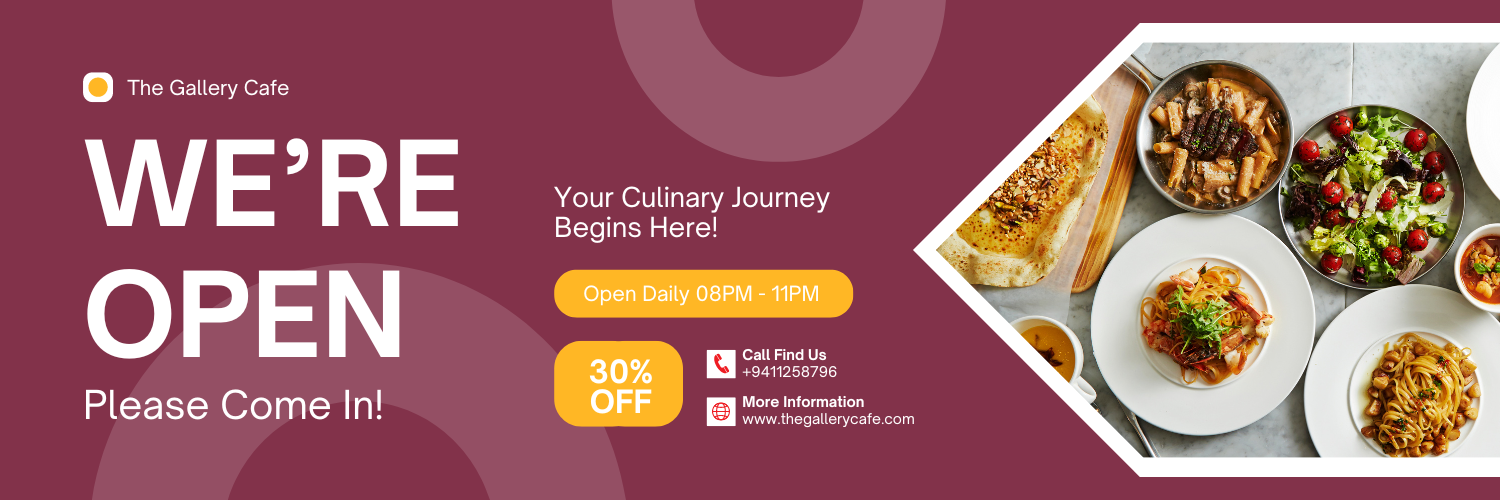 The Gallery Cafe
WE’RE
OPEN
Please Come In!
Your Culinary Journey
Begins Here!
Open Daily 08PM - 11PM
30%
OFF
Call Find Us
+9411258796
More Information
www.thegallerycafe.com